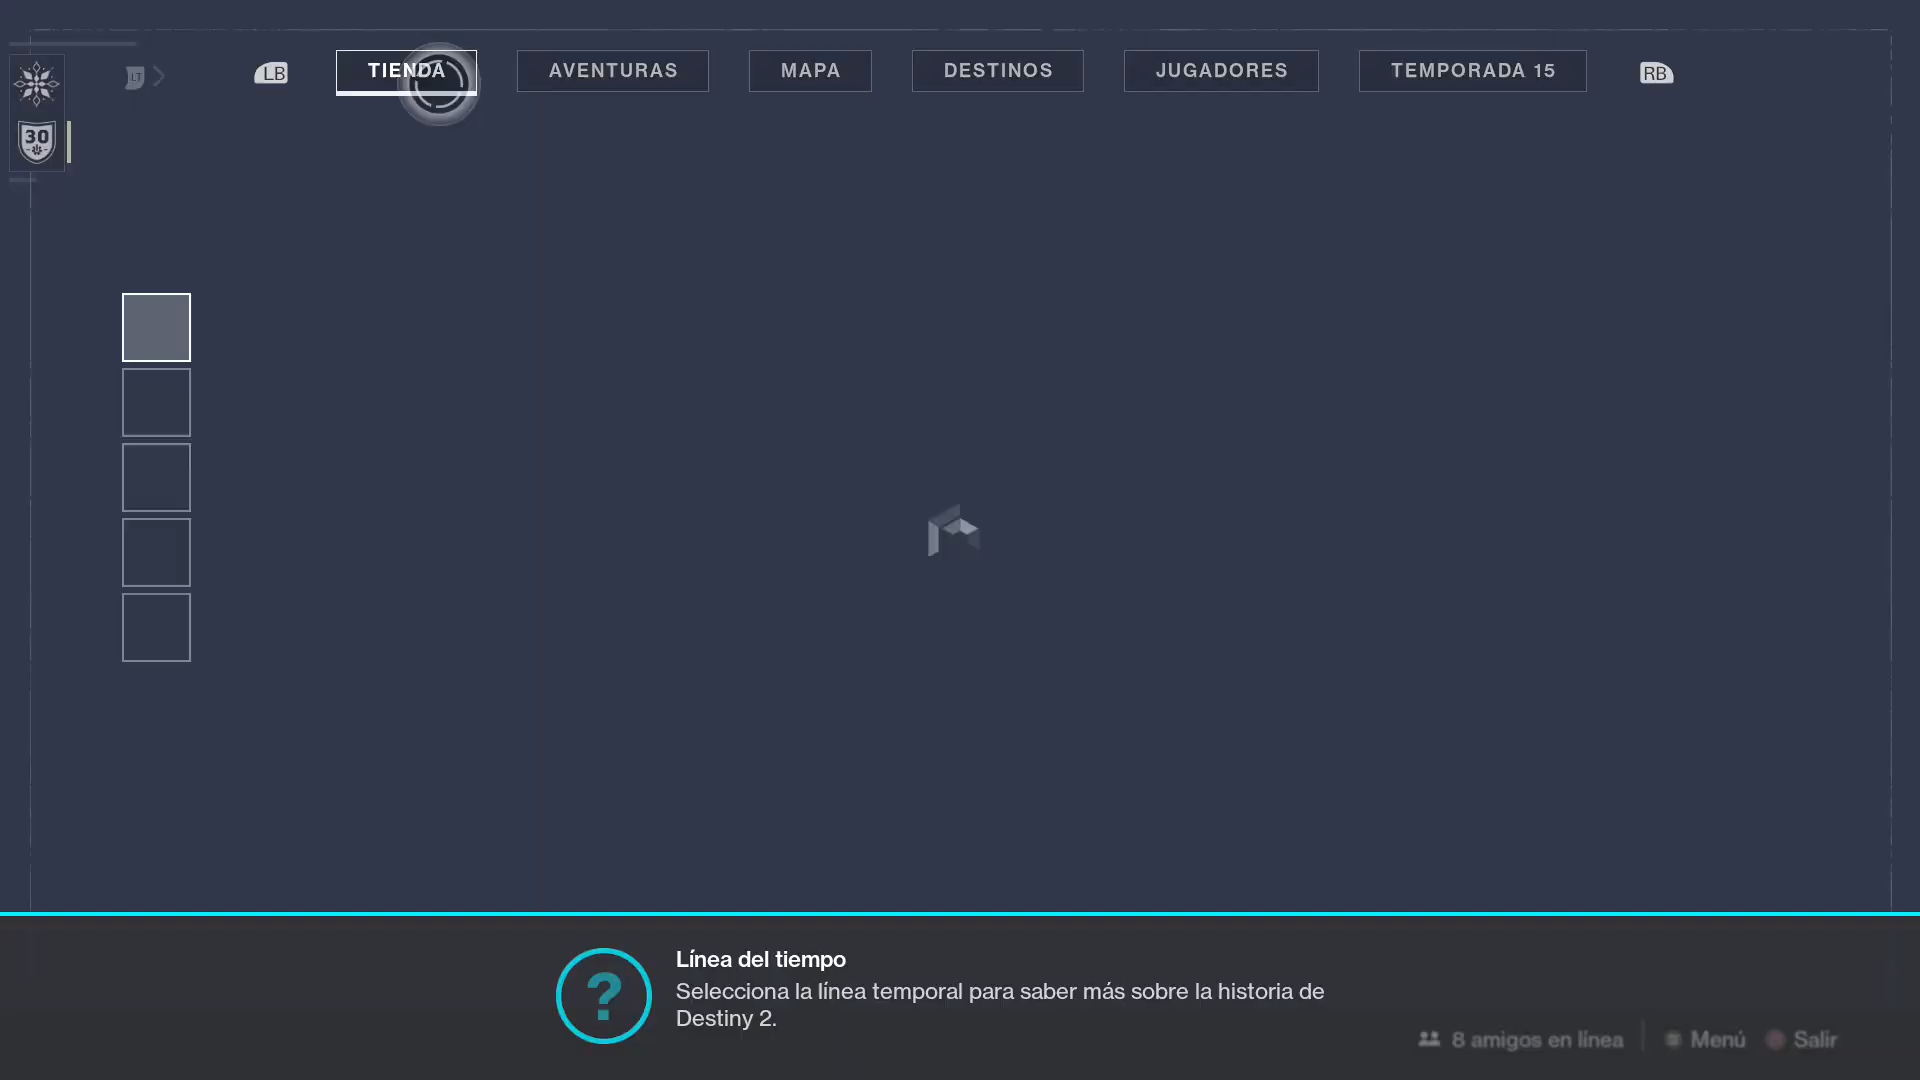 LT
LB
TIENDA
AVENTURAS
MAPA
DESTINOS
JUGADORES
TEMPORADA 15
RB
30
Línea del tiempo
Selecciona la línea temporal para saber más sobre la historia de
Destiny 2.
8 amigos en línea
Menú
Salir